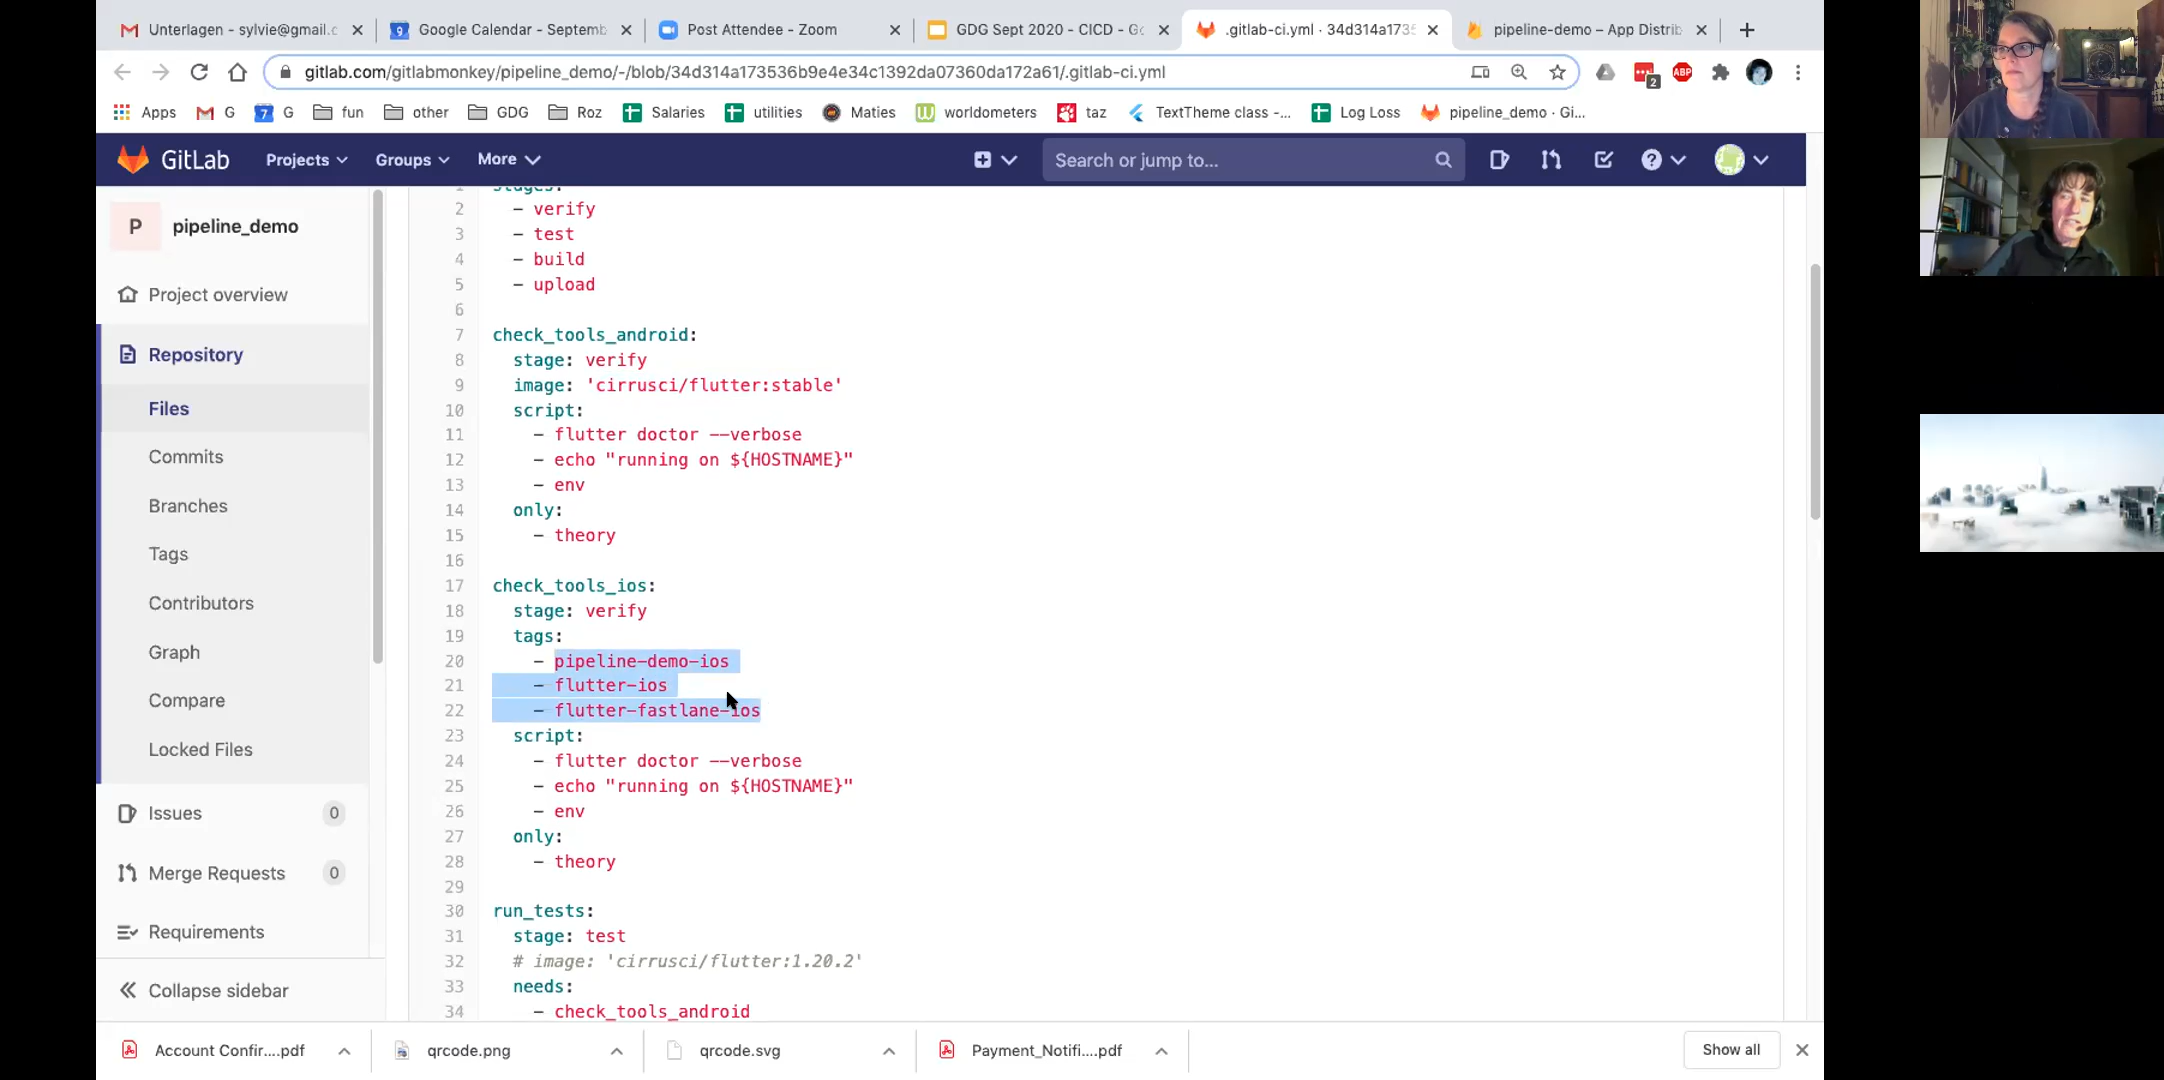 Unterlagen - sylvie@gmail.c
Google Calendar - Septemb
Post Attendee - Zoom
GDG Sept 2020 - CICD - Go
.gitlab-ci.yml · 34d314a1735
pipeline-demo – App Distrib
gitlab.com/gitlabmonkey/pipeline_demo/-/blob/34d314a173536b9e4e34c1392da07360da172a61/.gitlab-ci.yml
2
ABP
Apps
G
7 G
fun
other
GDG
Roz
Salaries
utilities
Maties
worldometers
taz
TextTheme class -...
Log Loss
pipeline_demo · Gi...
GitLab
Projects
Groups
More
Search or jump to...
P pipeline_demo
Project overview
Repository
Files
Commits
Branches
Tags
Contributors
Graph
Compare
Locked Files
Issues 0
Merge Requests 0
Requirements
Collapse sidebar
1 stages:
2 - verify
3 - test
4 - build
5 - upload
6
7 check_tools_android:
8 stage: verify
9 image: 'cirrusci/flutter:stable'
10 script:
11 - flutter doctor --verbose
12 - echo "running on ${HOSTNAME}"
13 - env
14 only:
15 - theory
16
17 check_tools_ios:
18 stage: verify
19 tags:
20 - pipeline-demo-ios
21 - flutter-ios
22 - flutter-fastlane-ios
23 script:
24 - flutter doctor --verbose
25 - echo "running on ${HOSTNAME}"
26 - env
27 only:
28 - theory
29
30 run_tests:
31 stage: test
32 # image: 'cirrusci/flutter:1.20.2'
33 needs:
34 - check_tools_android
Account Confir....pdf
qrcode.png
qrcode.svg
Payment_Notifi....pdf
Show all